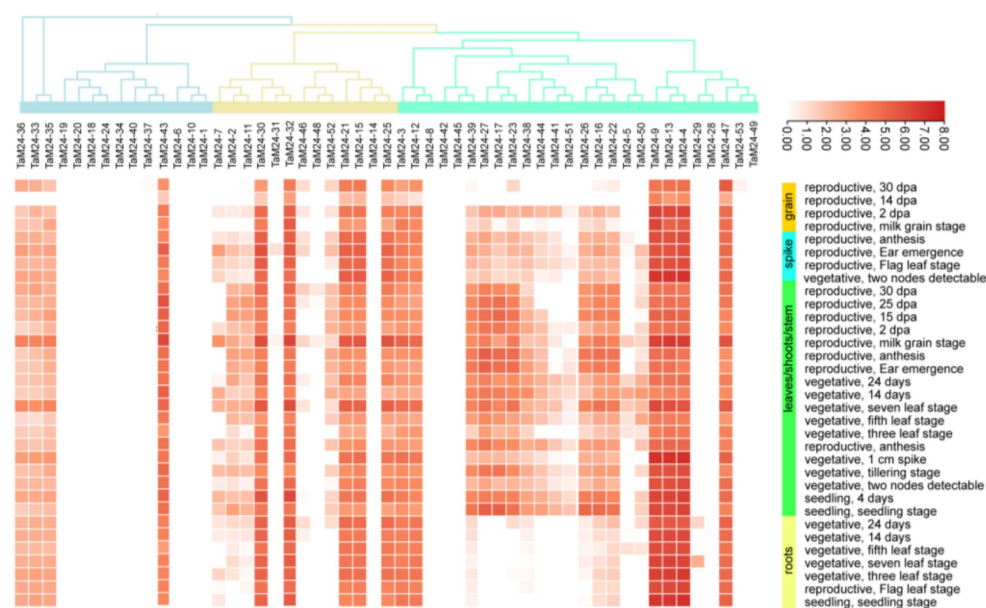 TaM24-36
TaM24-33
TaM24-35
TaM24-19
TaM24-20
TaM24-18
TaM24-24
TaM24-34
TaM24-40
TaM24-37
TaM24-43
TaM24-6
TaM24-10
TaM24-1
TaM24-7
TaM24-2
TaM24-11
TaM24-30
TaM24-31
TaM24-32
TaM24-46
TaM24-48
TaM24-52
TaM24-21
TaM24-15
TaM24-14
TaM24-25
TaM24-3
TaM24-12
TaM24-8
TaM24-42
TaM24-45
TaM24-39
TaM24-27
TaM24-17
TaM24-23
TaM24-38
TaM24-44
TaM24-41
TaM24-51
TaM24-26
TaM24-16
TaM24-22
TaM24-5
TaM24-50
TaM24-9
TaM24-13
TaM24-4
TaM24-29
TaM24-28
TaM24-47
TaM24-53
TaM24-49
0.00
1.00
2.00
3.00
4.00
5.00
6.00
7.00
8.00
grain
reproductive, 30 dpa
reproductive, 14 dpa
reproductive, 2 dpa
reproductive, milk grain stage
spike
reproductive, anthesis
reproductive, Ear emergence
reproductive, Flag leaf stage
vegetative, two nodes detectable
leaves/shoots/stem
reproductive, 30 dpa
reproductive, 25 dpa
reproductive, 15 dpa
reproductive, 2 dpa
reproductive, milk grain stage
reproductive, anthesis
reproductive, Ear emergence
vegetative, 24 days
vegetative, 14 days
vegetative, seven leaf stage
vegetative, fifth leaf stage
vegetative, three leaf stage
reproductive, anthesis
vegetative, 1 cm spike
vegetative, tillering stage
vegetative, two nodes detectable
seedling, 4 days
seedling, seedling stage
roots
vegetative, 24 days
vegetative, 14 days
vegetative, fifth leaf stage
vegetative, seven leaf stage
vegetative, three leaf stage
reproductive, Flag leaf stage
seedling, seedling stage